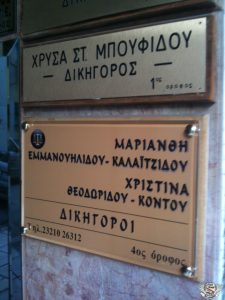 ΧΡΥΣΑ ΣΤ. ΜΠΟΥΦΙΔΟΥ
- ΔΙΚΗΓΟΡΟΣ -
1ος όροφος
ΜΑΡΙΑΝΘΗ
ΕΜΜΑΝΟΥΗΛΙΔΟΥ-ΚΑΛΑΪΤΖΙΔΟΥ
ΧΡΙΣΤΙΝΑ
ΘΕΟΔΩΡΙΔΟΥ-ΚΟΝΤΟΥ
ΔΙΚΗΓΟΡΟΙ
Τηλ.23210 26312
4ος όροφος